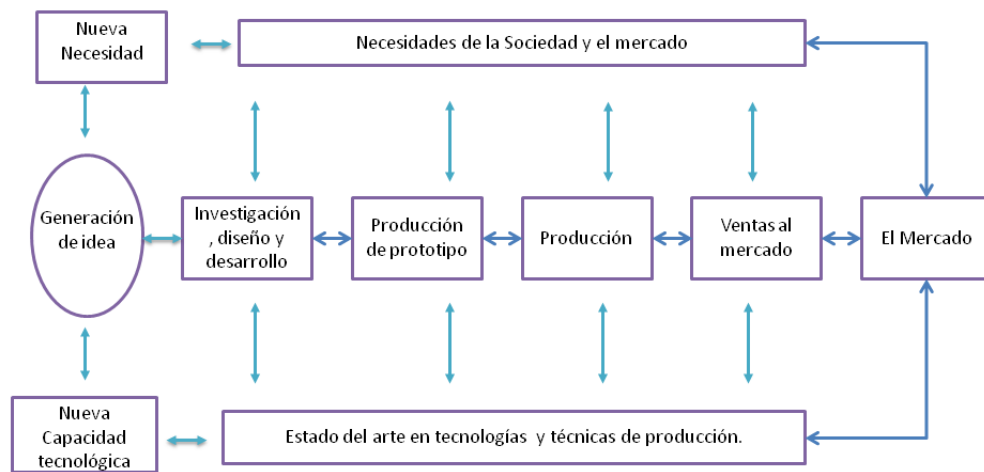 Nueva
Necesidad
Necesidades de la Sociedad y el mercado
Generación
de idea
Investigación
, diseño y
desarrollo
Producción
de prototipo
Producción
Ventas al
mercado
El Mercado
Nueva
Capacidad
tecnológica
Estado del arte en tecnologías y técnicas de producción.